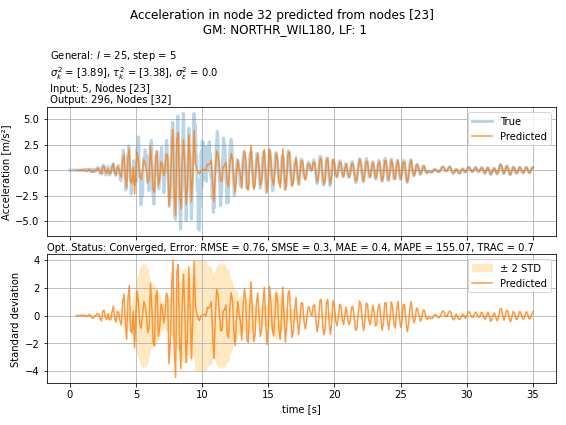 Acceleration in node 32 predicted from nodes [23]
GM: NORTHR_WIL180, LF: 1
General: l = 25, step = 5
σ²ₖ = [3.89], τ²ₖ = [3.38], σ²ε = 0.0
Input: 5, Nodes [23]
Output: 296, Nodes [32]
Acceleration [m/s²]
5.0
2.5
0.0
−2.5
−5.0
True
Predicted
Opt. Status: Converged, Error: RMSE = 0.76, SMSE = 0.3, MAE = 0.4, MAPE = 155.07, TRAC = 0.7
Standard deviation
4
2
0
−2
−4
± 2 STD
Predicted
0 5 10 15 20 25 30 35
time [s]